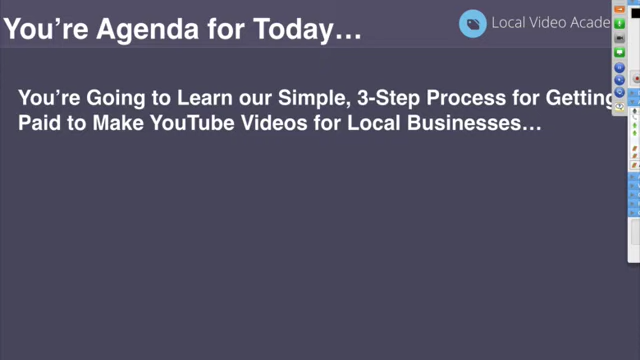 You're Agenda for Today…
Local Video Acade
You're Going to Learn our Simple, 3-Step Process for Getting
Paid to Make YouTube Videos for Local Businesses…